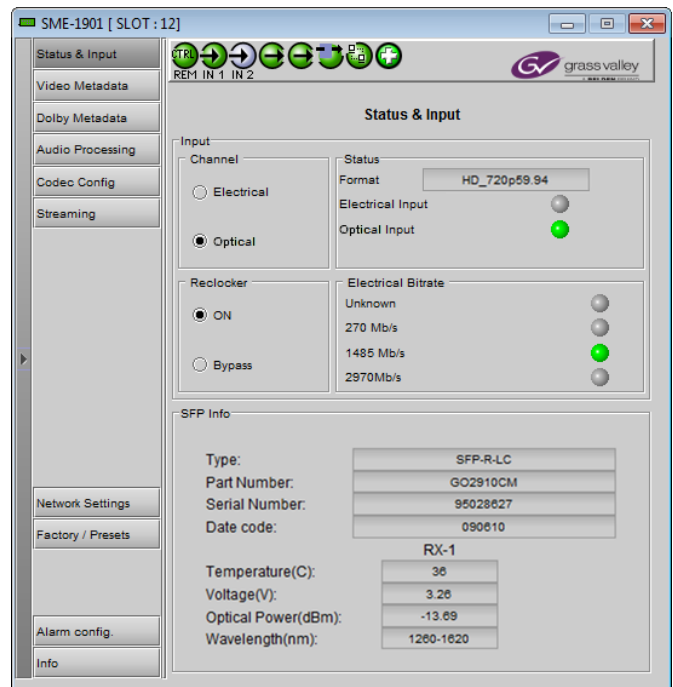 SME-1901 [ SLOT : 12]
Status & Input
Video Metadata
Dolby Metadata
Audio Processing
Codec Config
Streaming
Network Settings
Factory / Presets
Alarm config.
Info
CTRL
REM IN 1 IN 2
GV grass valley
A BELDEN BRAND
Status & Input
Input
Channel
Electrical
Optical
Status
Format HD_720p59.94
Electrical Input
Optical Input
Reclocker
ON
Bypass
Electrical Bitrate
Unknown
270 Mb/s
1485 Mb/s
2970Mb/s
SFP Info
Type: SFP-R-LC
Part Number: GO2910CM
Serial Number: 95028627
Date code: 090610
RX-1
Temperature(C): 36
Voltage(V): 3.26
Optical Power(dBm): -13.69
Wavelength(nm): 1260-1620